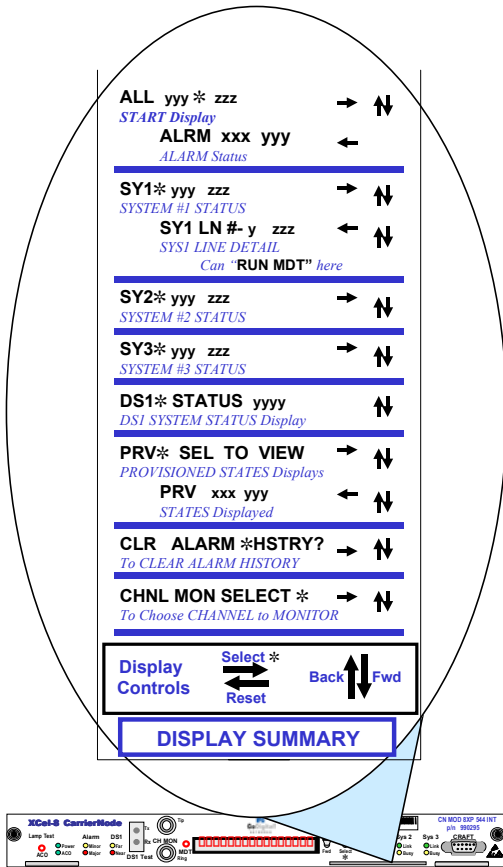 ALL yyy * zzz
START Display
ALRM xxx yyy
ALARM Status
SY1* yyy zzz
SYSTEM #1 STATUS
SY1 LN #- y zzz
SYS1 LINE DETAIL
Can “RUN MDT” here
SY2* yyy zzz
SYSTEM #2 STATUS
SY3* yyy zzz
SYSTEM #3 STATUS
DS1* STATUS yyyy
DS1 SYSTEM STATUS Display
PRV* SEL TO VIEW
PROVISIONED STATES Displays
PRV xxx yyy
STATES Displayed
CLR ALARM *HSTRY?
To CLEAR ALARM HISTORY
CHNL MON SELECT *
To Choose CHANNEL to MONITOR
Display Controls
Select *
Reset
Back Fwd
DISPLAY SUMMARY
XCel-8 CarrierNode
Lamp Test Alarm DS1
ACO
Power Minor Far
ACO Major Near
Tx
Rx
DS1 Test
CH MON
Tip
Ring
MDT
Fwd Select
*
Sys 2 Sys 3 CRAFT
Link Link
Busy Busy
CN MOD 8XP 544 INT
p/n 990295